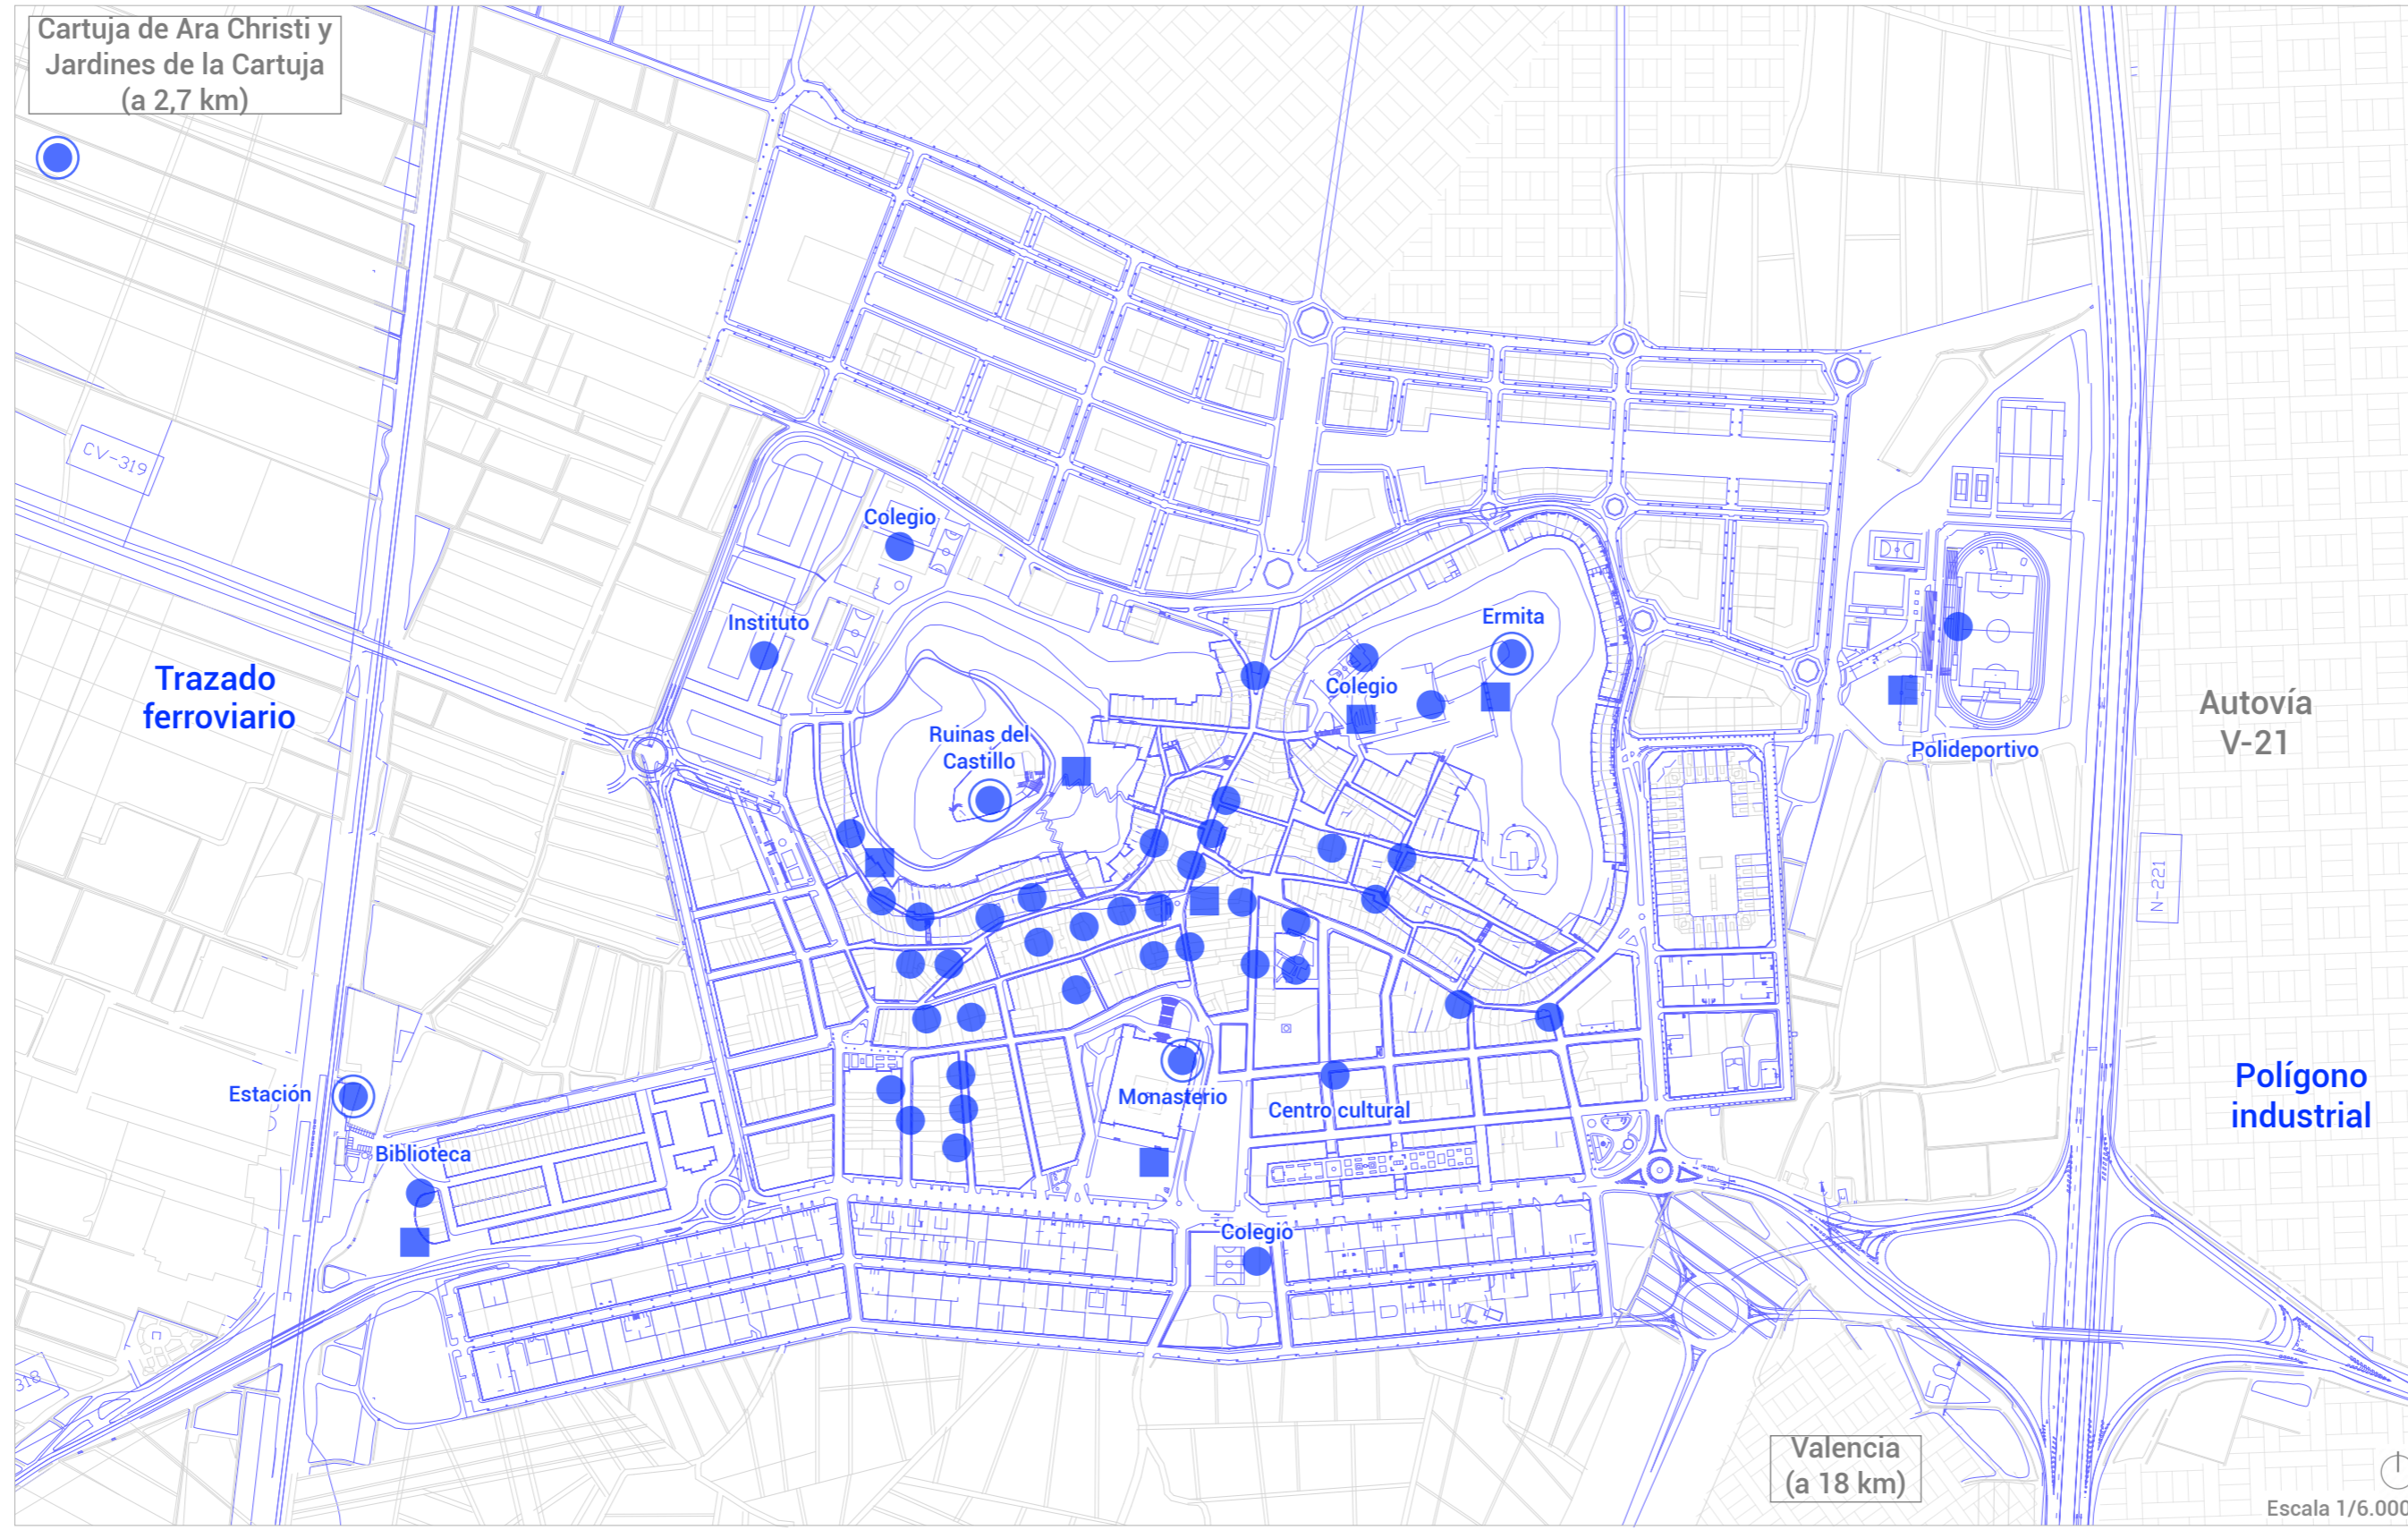 Cartuja de Ara Christi y
Jardines de la Cartuja
(a 2,7 km)
CV-319
Colegio
Instituto
Ermita
Colegio
Trazado
ferroviario
Ruinas del
Castillo
Autovía
V-21
Polideportivo
N-221
Estación
Monasterio
Centro cultural
Polígono
industrial
Biblioteca
Colegio
318
Valencia
(a 18 km)
Escala 1/6.000